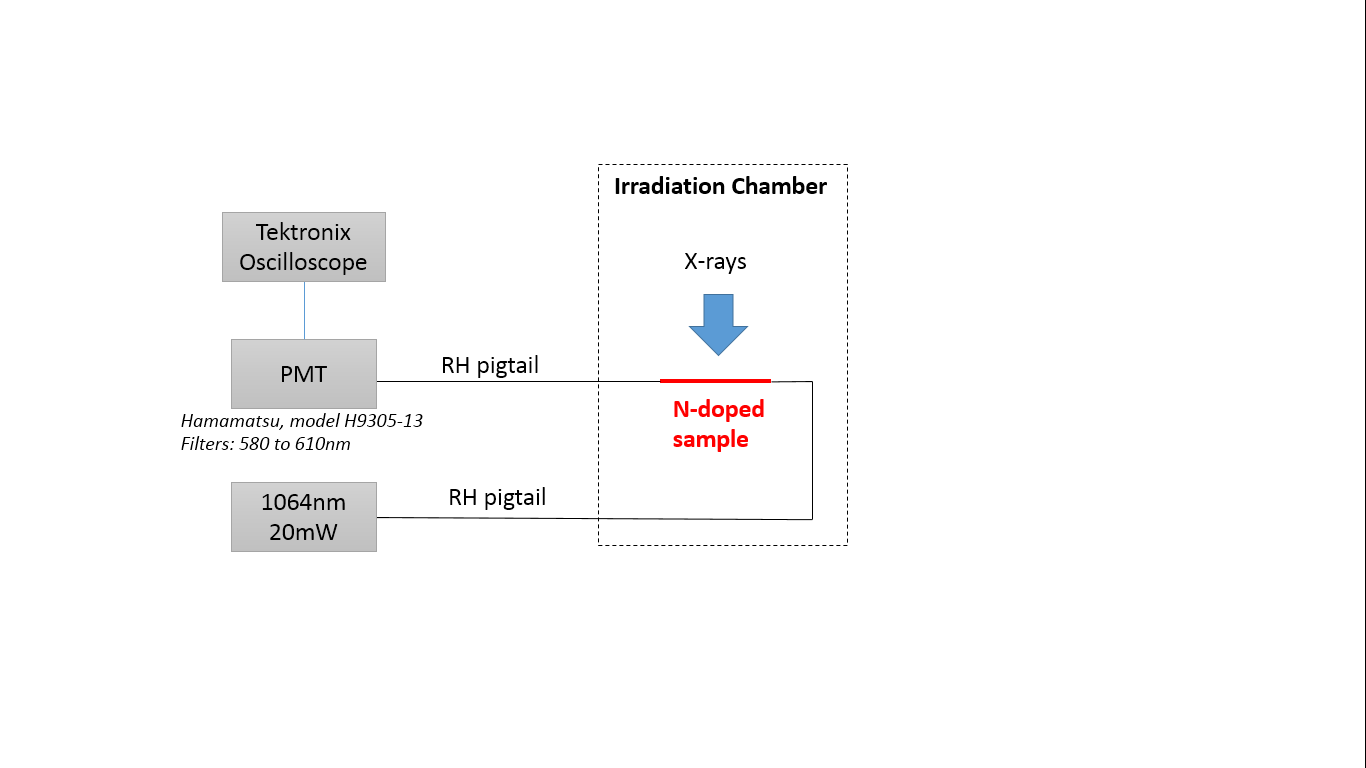 Irradiation Chamber
Tektronix
Oscilloscope
X-rays
PMT
RH pigtail
Hamamatsu, model H9305-13
Filters: 580 to 610nm
N-doped
sample
1064nm
20mW
RH pigtail